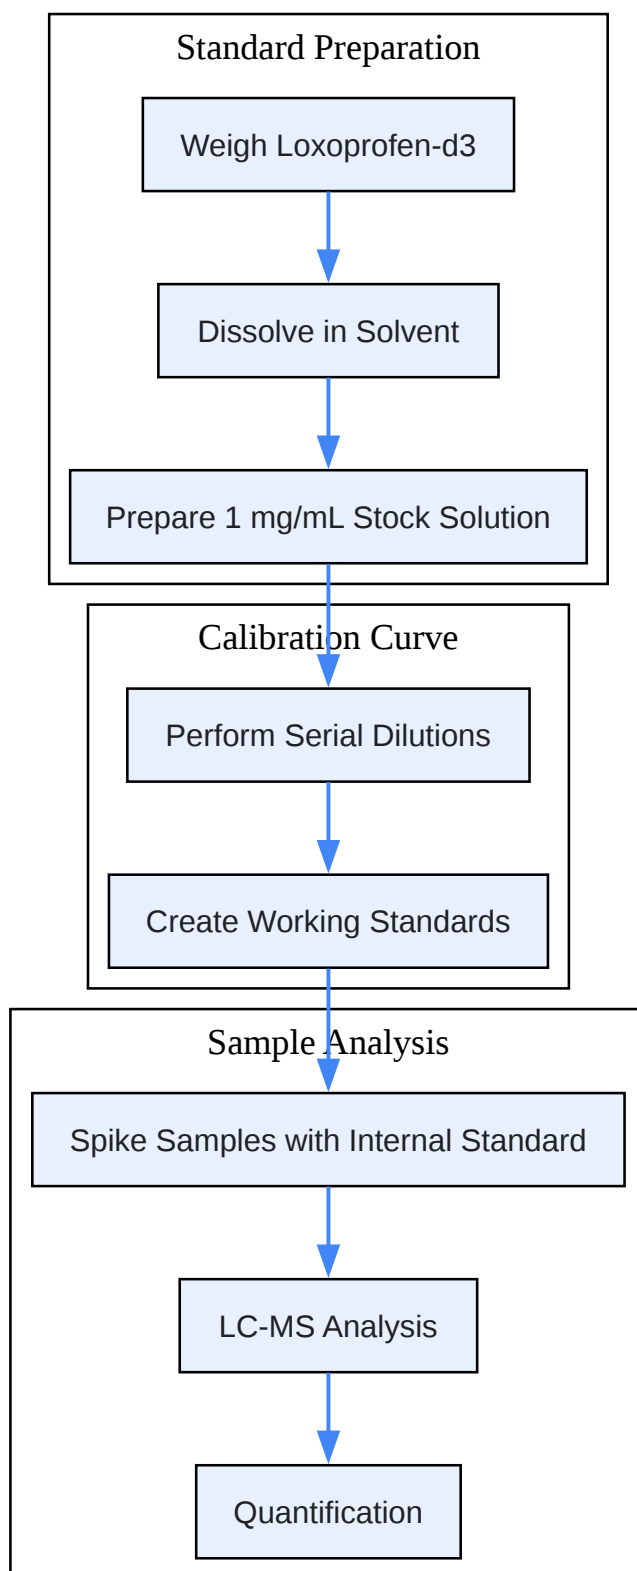 Standard Preparation
Weigh Loxoprofen-d3
Dissolve in Solvent
Prepare 1 mg/mL Stock Solution
Calibration Curve
Perform Serial Dilutions
Create Working Standards
Sample Analysis
Spike Samples with Internal Standard
LC-MS Analysis
Quantification